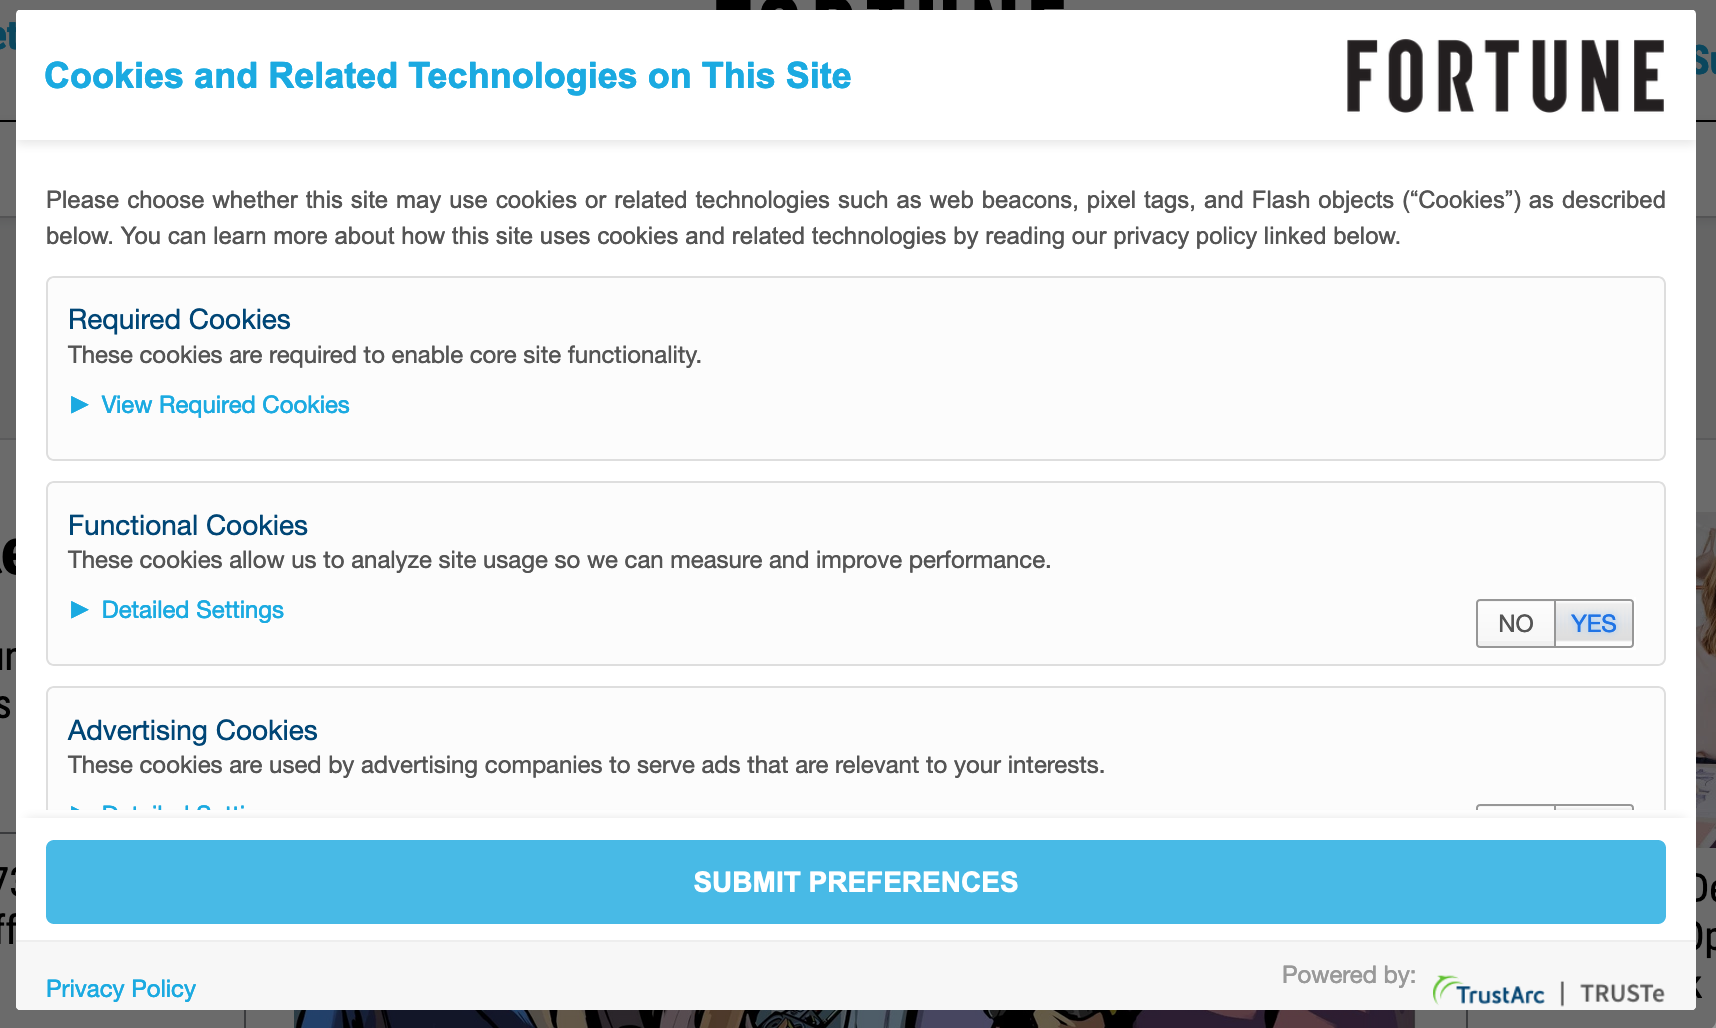 Cookies and Related Technologies on This Site
FORTUNE
Please choose whether this site may use cookies or related technologies such as web beacons, pixel tags, and Flash objects (“Cookies”) as described
below. You can learn more about how this site uses cookies and related technologies by reading our privacy policy linked below.
Required Cookies
These cookies are required to enable core site functionality.
► View Required Cookies
Functional Cookies
These cookies allow us to analyze site usage so we can measure and improve performance.
► Detailed Settings
NO YES
Advertising Cookies
These cookies are used by advertising companies to serve ads that are relevant to your interests.
SUBMIT PREFERENCES
Privacy Policy
Powered by:
TrustArc | TRUSTe